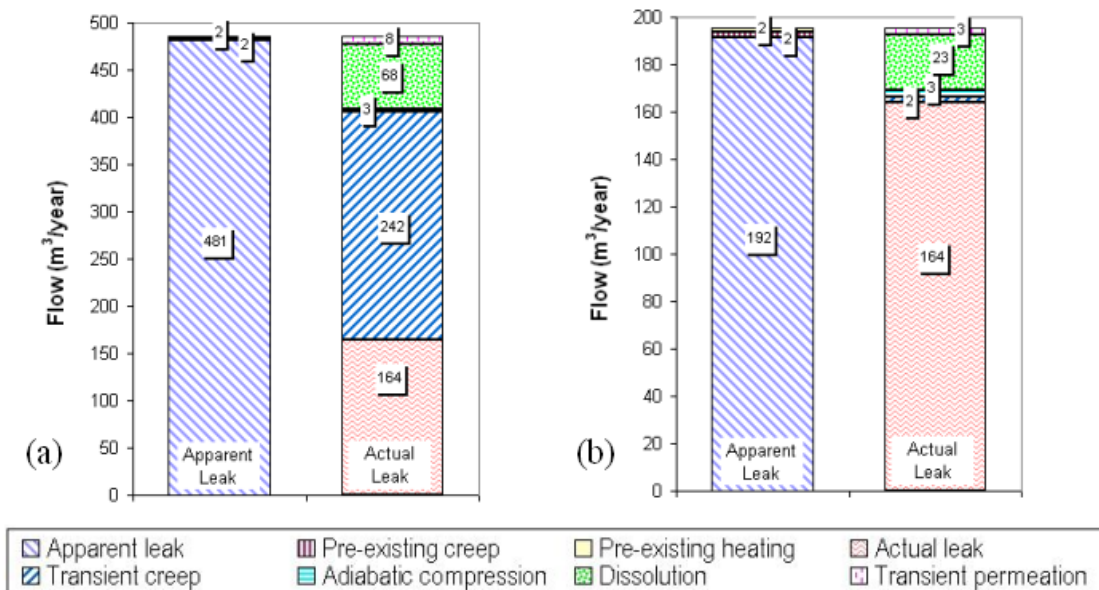 500
450
400
350
300
250
200
150
100
50
0
Flow (m³/year)
2
2
481
Apparent
Leak
8
68
3
242
164
Actual
Leak
(a)
200
180
160
140
120
100
80
60
40
20
0
Flow (m³/year)
2
2
192
Apparent
Leak
3
23
3
2
164
Actual
Leak
(b)
Apparent leak
Pre-existing creep
Pre-existing heating
Actual leak
Transient creep
Adiabatic compression
Dissolution
Transient permeation